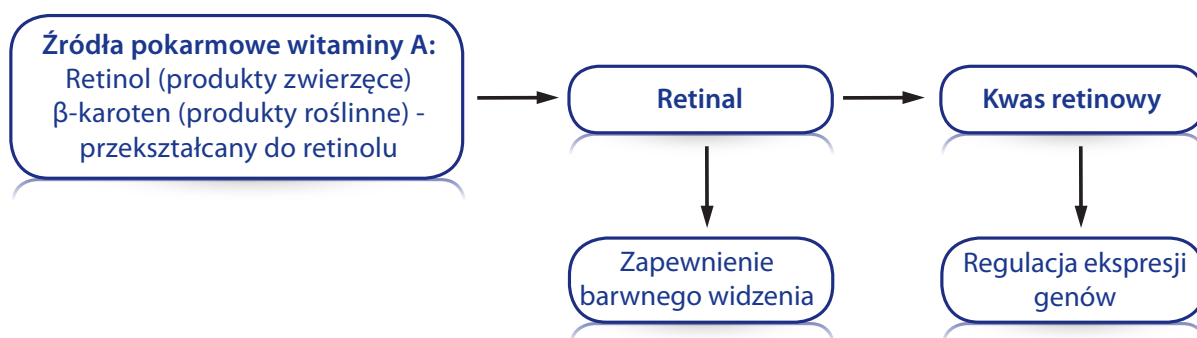 Źródła pokarmowe witaminy A:
Retinol (produkty zwierzęce)
β-karoten (produkty roślinne) -
przekształcany do retinolu
Retinal
Kwas retinowy
Zapewnienie
barwnego widzenia
Regulacja ekspresji
genów